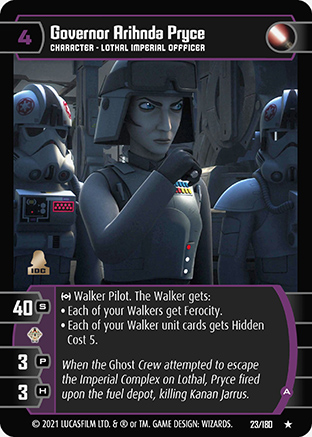 4
Governor Arihnda Pryce
CHARACTER - LOTHAL IMPERIAL OFFFICER
IDC
40 S
3 P
3 H
Walker Pilot. The Walker gets:
• Each of your Walkers get Ferocity.
• Each of your Walker unit cards gets Hidden
Cost 5.
When the Ghost Crew attempted to escape
the Imperial Complex on Lothal, Pryce fired
upon the fuel depot, killing Kanan Jarrus.
A
© 2021 LUCASFILM LTD. & ® or TM. GAME DESIGN: WIZARDS.
23/180 ★